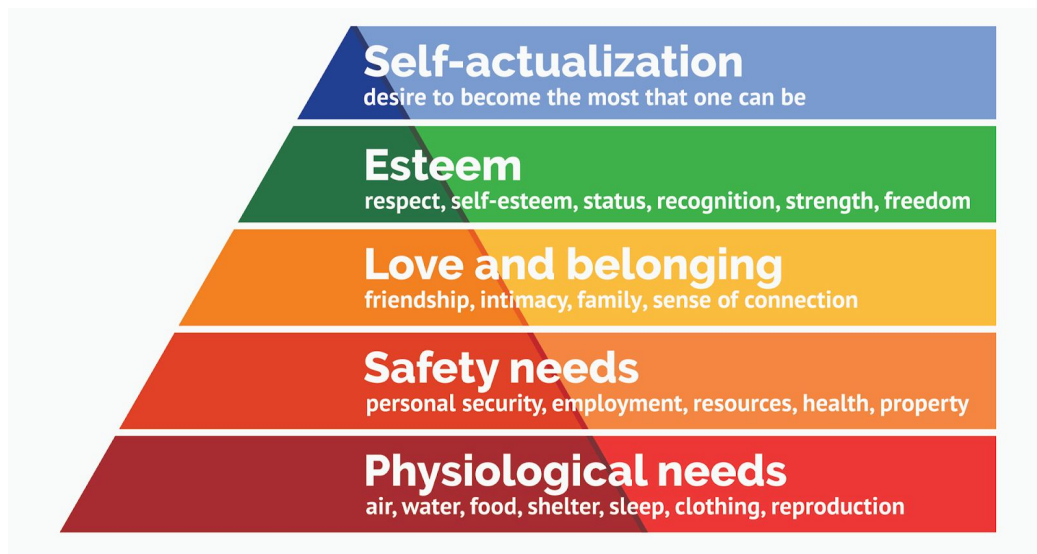 Self-actualization
desire to become the most that one can be
Esteem
respect, self-esteem, status, recognition, strength, freedom
Love and belonging
friendship, intimacy, family, sense of connection
Safety needs
personal security, employment, resources, health, property
Physiological needs
air, water, food, shelter, sleep, clothing, reproduction